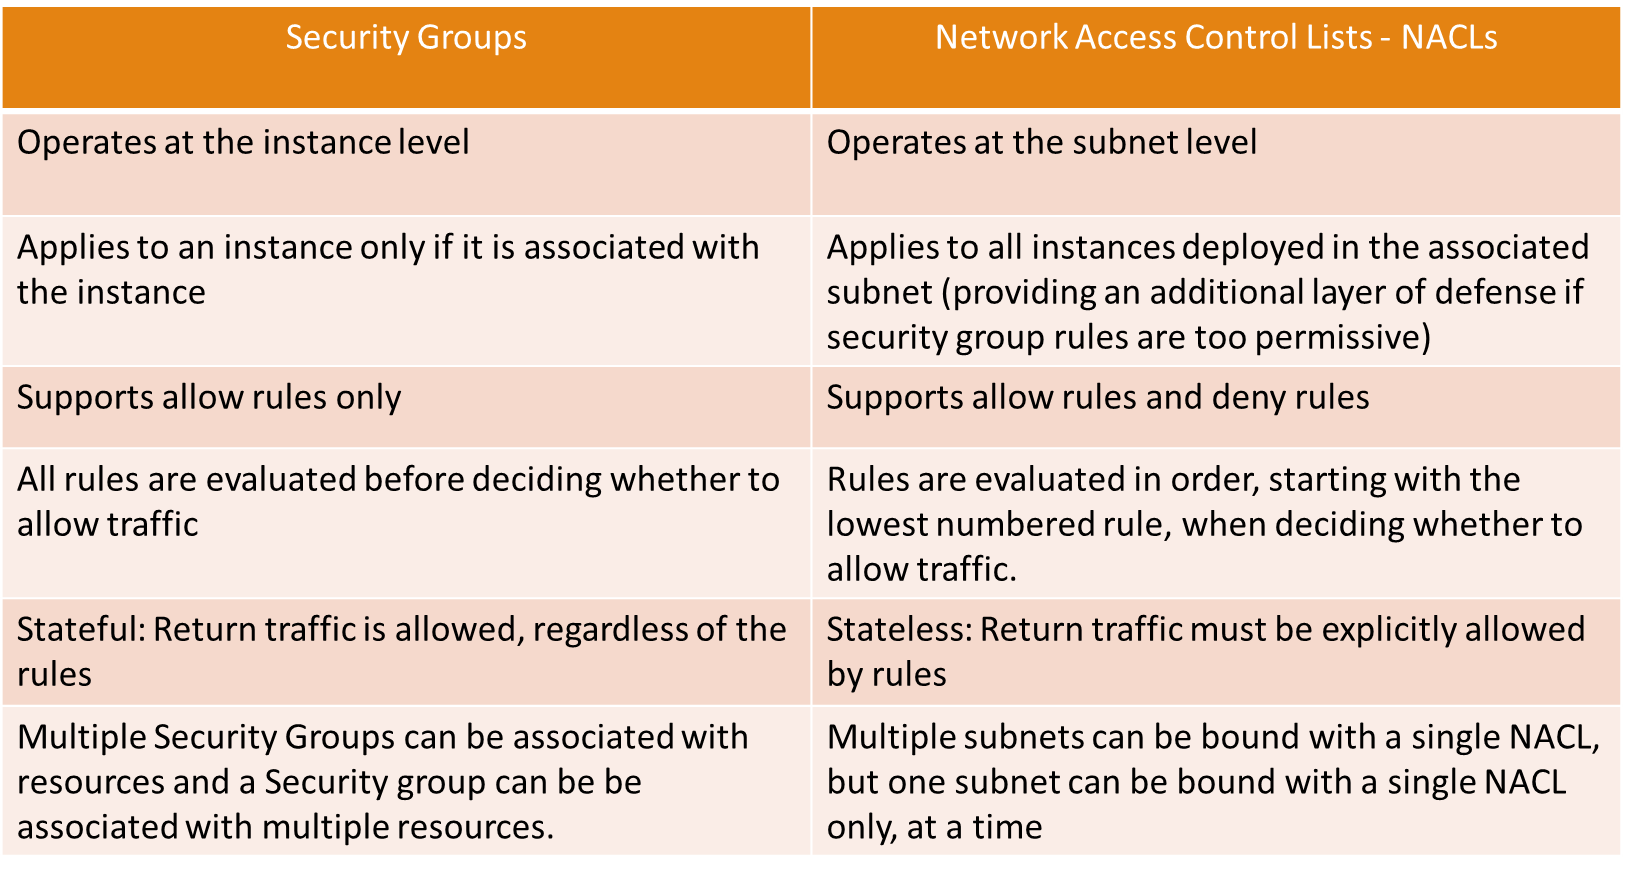 Security Groups
Network Access Control Lists - NACLs
Operates at the instance level
Operates at the subnet level
Applies to an instance only if it is associated with
the instance
Applies to all instances deployed in the associated
subnet (providing an additional layer of defense if
security group rules are too permissive)
Supports allow rules only
Supports allow rules and deny rules
All rules are evaluated before deciding whether to
allow traffic
Rules are evaluated in order, starting with the
lowest numbered rule, when deciding whether to
allow traffic.
Stateful: Return traffic is allowed, regardless of the
rules
Stateless: Return traffic must be explicitly allowed
by rules
Multiple Security Groups can be associated with
resources and a Security group can be be
associated with multiple resources.
Multiple subnets can be bound with a single NACL,
but one subnet can be bound with a single NACL
only, at a time